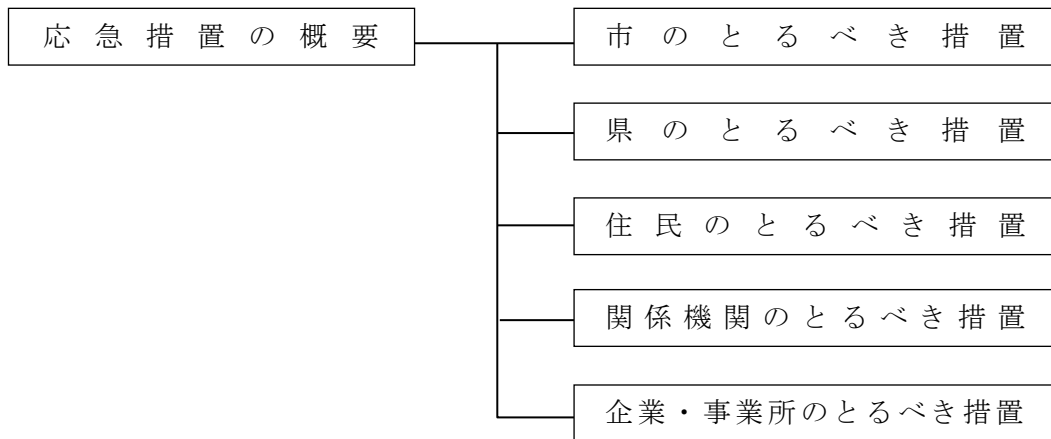 応急措置の概要
市のとるべき措置
県のとるべき措置
住民のとるべき措置
関係機関のとるべき措置
企業・事業所のとるべき措置